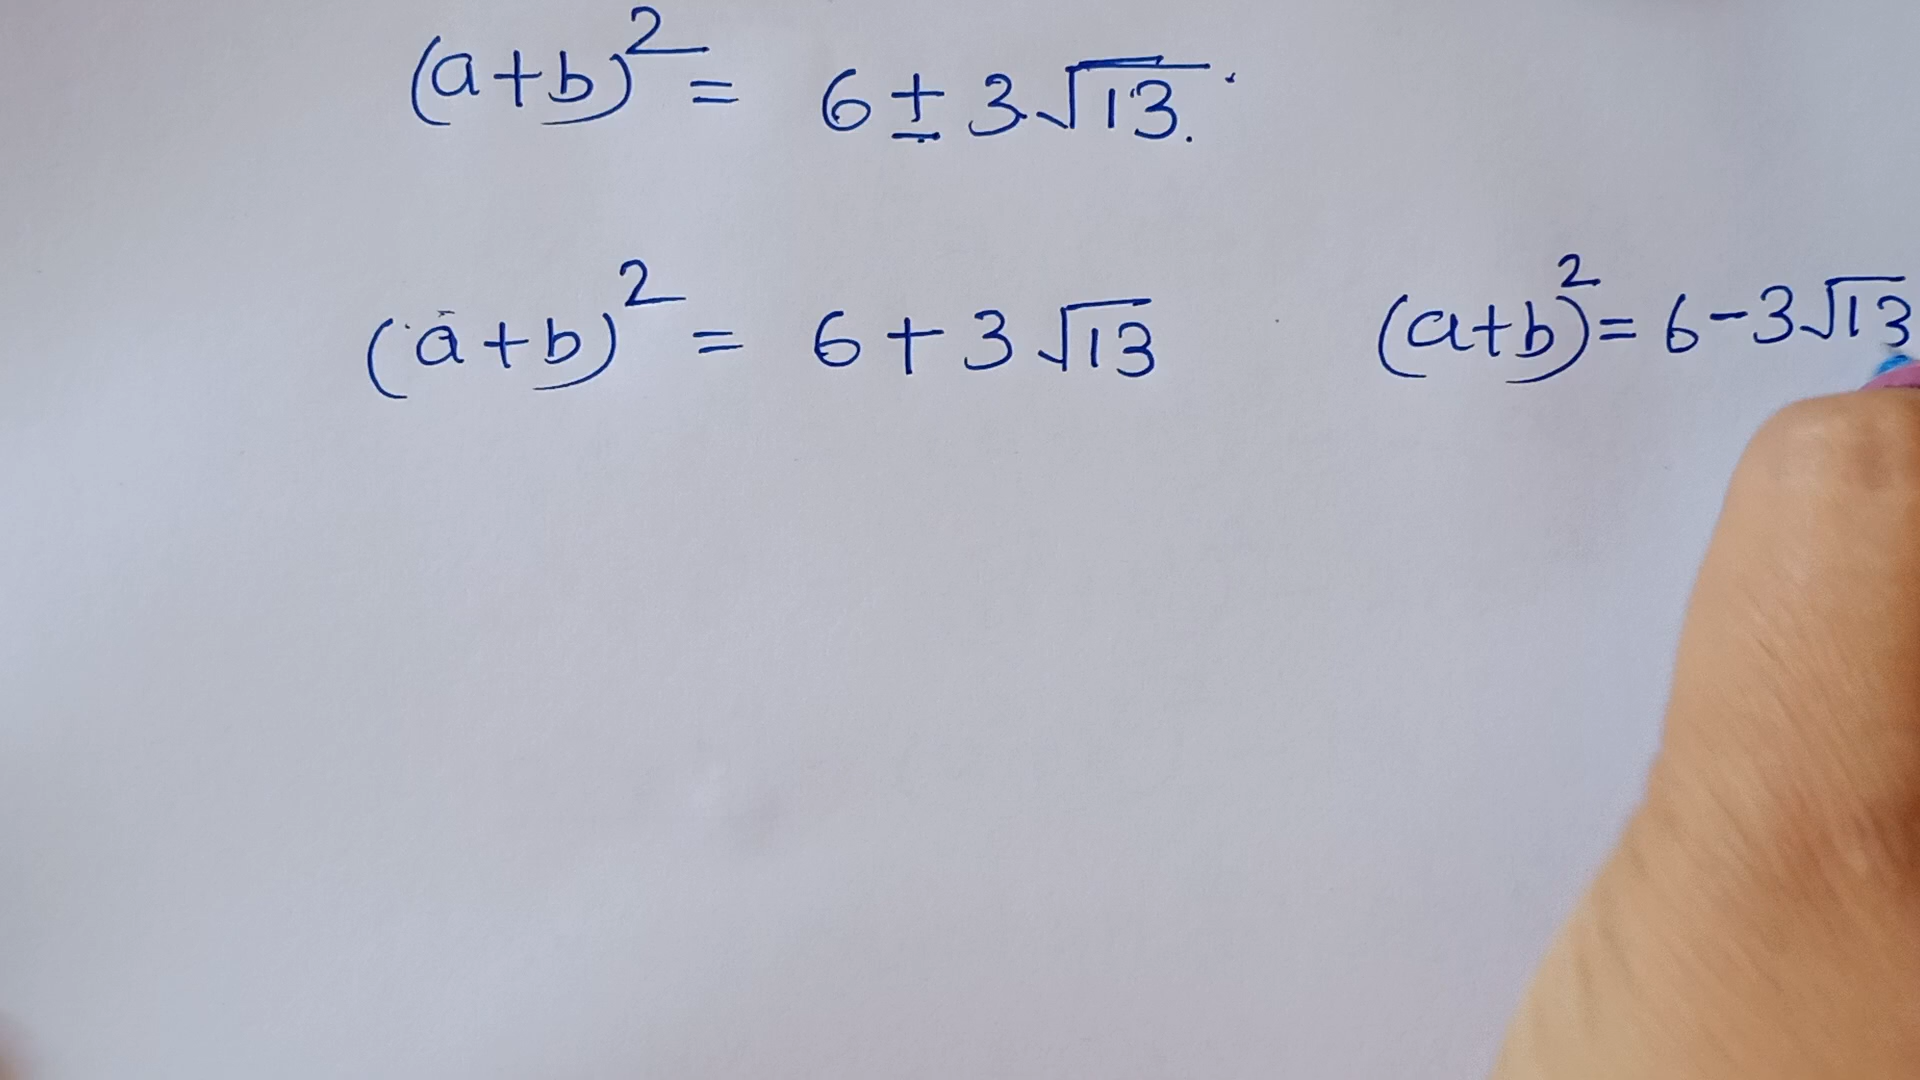 (a+b)² = 6 ± 3√13.
(a+b)² = 6 + 3√13 (a+b)² = 6 - 3√13